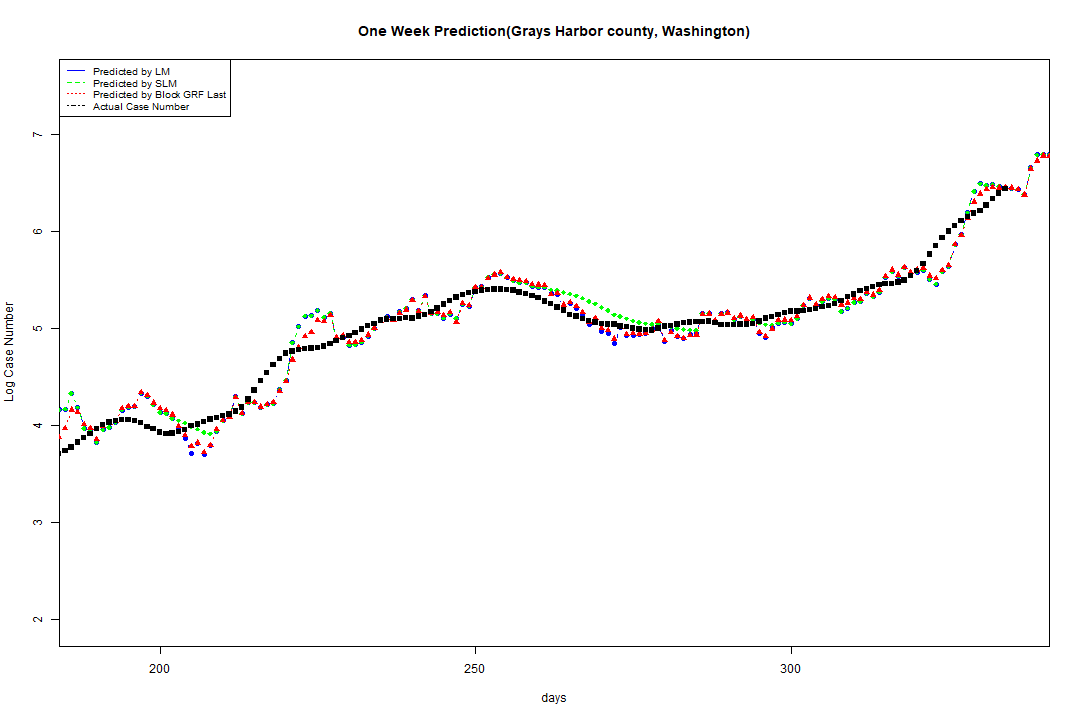 One Week Prediction(Grays Harbor county, Washington)
Predicted by LM
Predicted by SLM
Predicted by Block GRF Last
Actual Case Number
7
6
5
4
3
2
Log Case Number
200
250
300
days